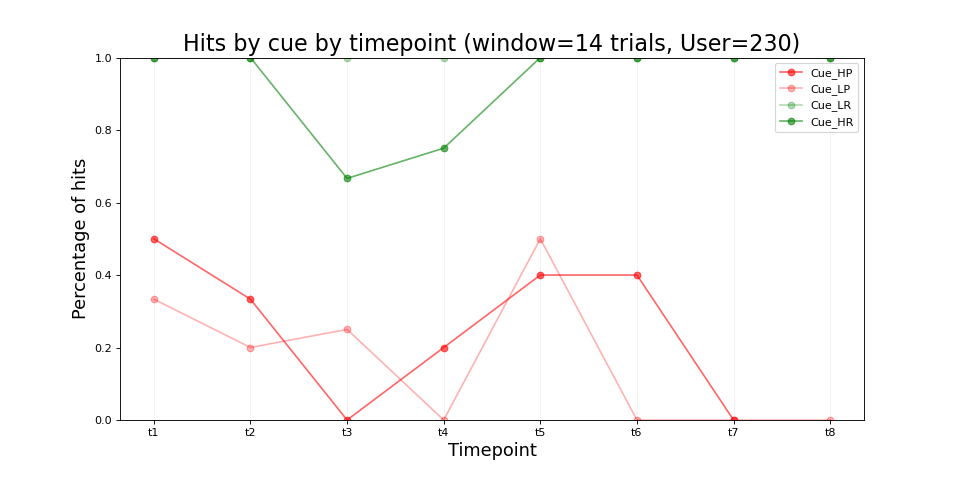 Hits by cue by timepoint (window=14 trials, User=230)
Cue_HP
Cue_LP
Cue_LR
Cue_HR
Percentage of hits
1.0
0.8
0.6
0.4
0.2
0.0
t1 t2 t3 t4 t5 t6 t7 t8
Timepoint